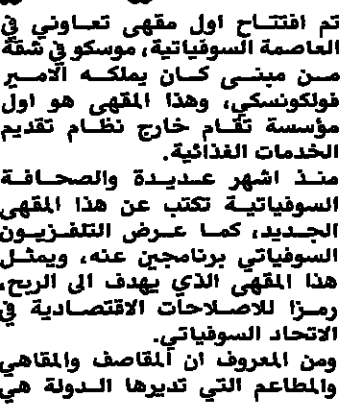 تم افتتاح اول مقهى تعاوني في
العاصمة السوفياتية، موسكو في شقة
من مبنى كان يملكه الامير
فولكونسكي، وهذا المقهى هو اول
مؤسسة تقام خارج نظام تقديم
الخدمات الغذائية.
منذ اشهر عديدة والصحافة
السوفياتية تكتب عن هذا المقهى
الجديد، كما عرض التلفزيون
السوفياتي برنامجين عنه، ويمثل
هذا المقهى الذي يهدف الى الربح،
رمزا للاصلاحات الاقتصادية في
الاتحاد السوفياتي.
ومن المعروف ان المقاصف والمقاهي
والمطاعم التي تديرها الدولة هي